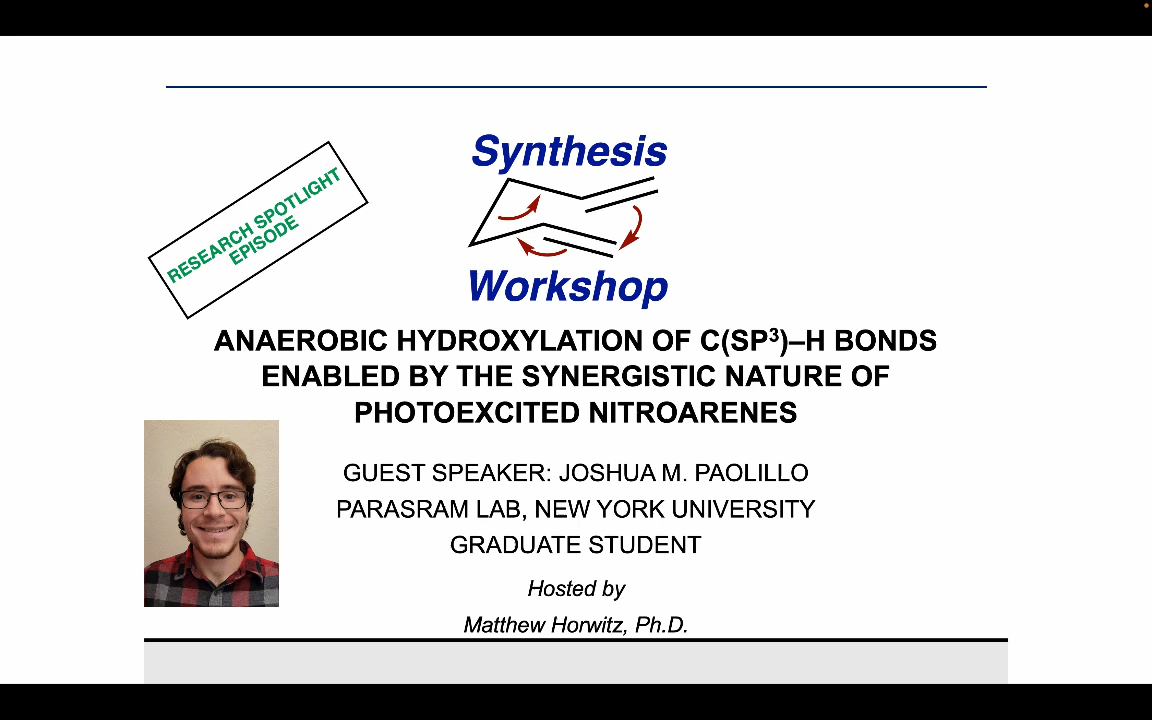 Synthesis
RESEARCH SPOTLIGHT
EPISODE
Workshop
ANAEROBIC HYDROXYLATION OF C(SP³)–H BONDS
ENABLED BY THE SYNERGISTIC NATURE OF
PHOTOEXCITED NITROARENES
GUEST SPEAKER: JOSHUA M. PAOLILLO
PARASRAM LAB, NEW YORK UNIVERSITY
GRADUATE STUDENT
Hosted by
Matthew Horwitz, Ph.D.